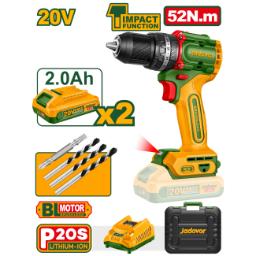 20V
IMPACT
FUNCTION
52N.m
2.0Ah
x2
BL MOTOR
P20S
LITHIUM-ION
Jadever